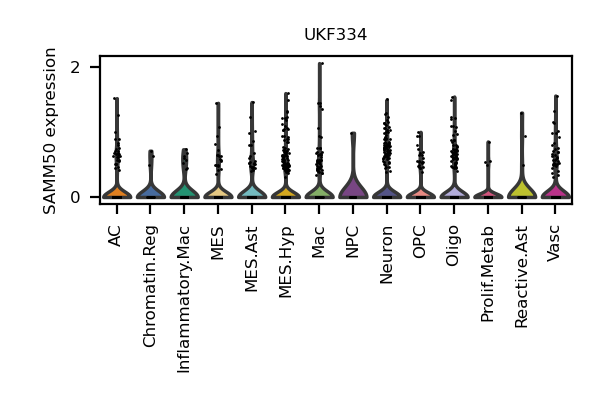 UKF334
SAMM50 expression
2
0
AC
Chromatin.Reg
Inflammatory.Mac
MES
MES.Ast
MES.Hyp
Mac
NPC
Neuron
OPC
Oligo
Prolif.Metab
Reactive.Ast
Vasc